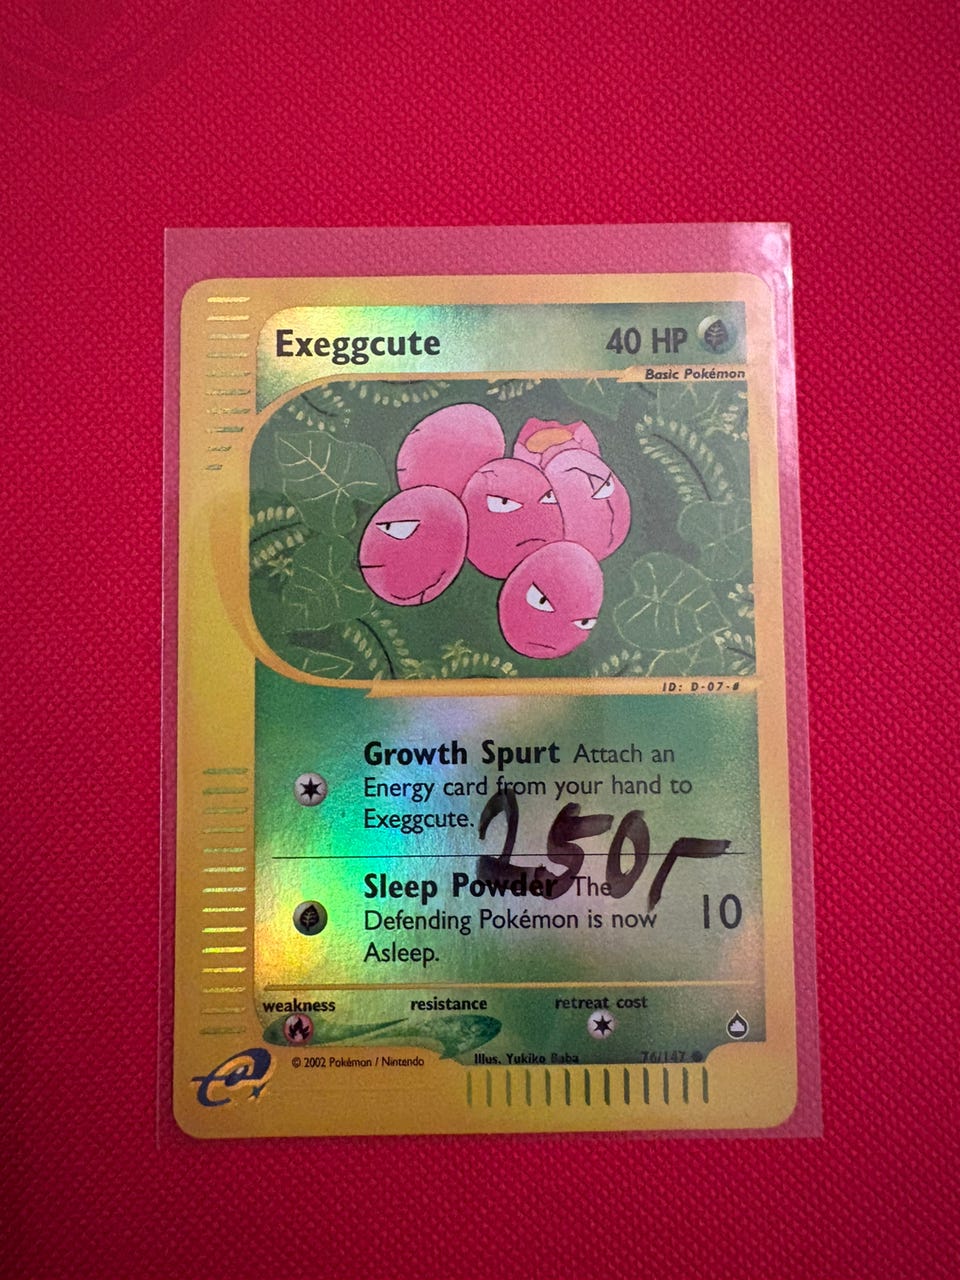 Exeggcute 40 HP
Basic Pokémon
ID: D-07-#
Growth Spurt Attach an
Energy card from your hand to
Exeggcute.
250,-
Sleep Powder The
Defending Pokémon is now 10
Asleep.
weakness resistance retreat cost
© 2002 Pokémon / Nintendo Illus. Yukiko Baba 76/147
e